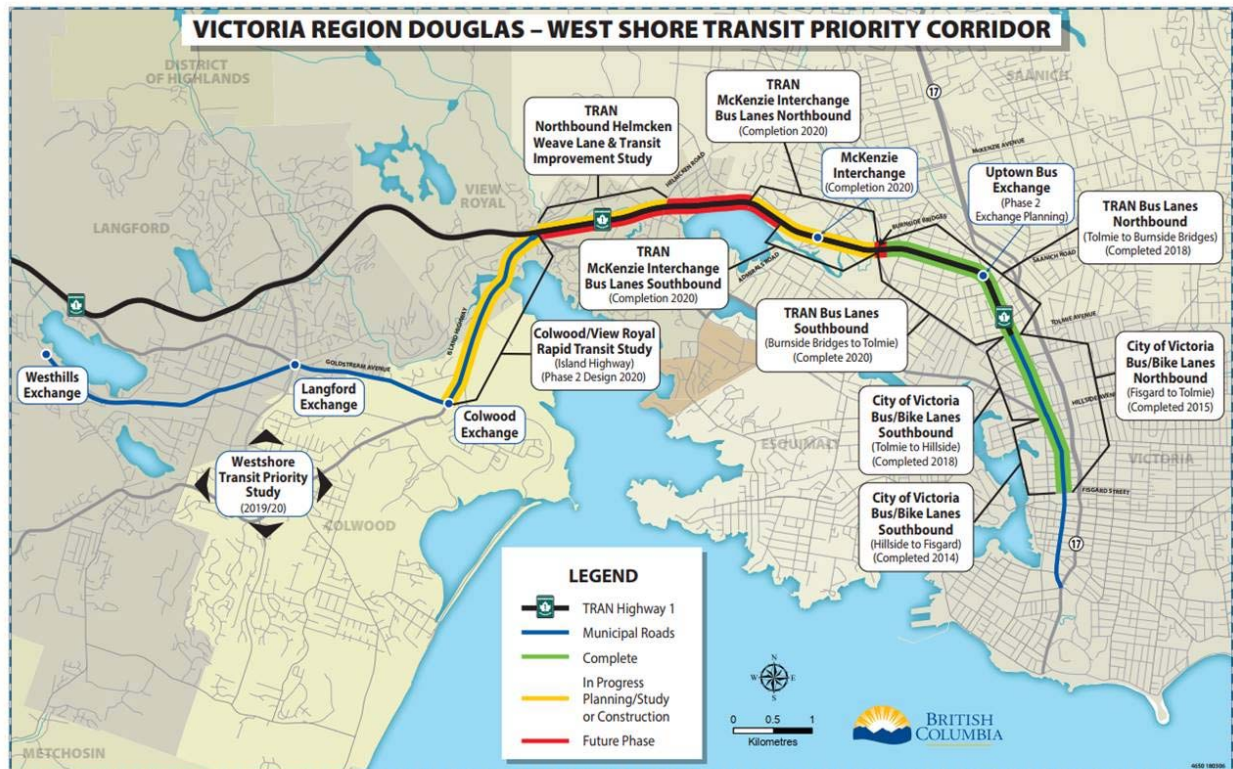 VICTORIA REGION DOUGLAS – WEST SHORE TRANSIT PRIORITY CORRIDOR
DISTRICT
OF HIGHLANDS
SAANICH
17
TRAN
Northbound Helmcken
Weave Lane & Transit
Improvement Study
TRAN
McKenzie Interchange
Bus Lanes Northbound
(Completion 2020)
McKENZIE AVENUE
McKenzie
Interchange
(Completion 2020)
Uptown Bus
Exchange
(Phase 2
Exchange Planning)
HELMCKEN ROAD
VIEW
ROYAL
LANGFORD
BURNSIDE BRIDGES
TRAN Bus Lanes
Northbound
(Tolmie to Burnside Bridges)
(Completed 2018)
SAANICH ROAD
1
TRAN
McKenzie Interchange
Bus Lanes Southbound
(Completion 2020)
ADMIRALS ROAD
1
1
TOLMIE AVENUE
TRAN Bus Lanes
Southbound
(Burnside Bridges to Tolmie)
(Complete 2020)
Colwood/View Royal
Rapid Transit Study
(Island Highway)
(Phase 2 Design 2020)
ISLAND HIGHWAY
GOLDSTREAM AVENUE
Westhills
Exchange
Langford
Exchange
Colwood
Exchange
City of Victoria
Bus/Bike Lanes
Northbound
(Fisgard to Tolmie)
(Completed 2015)
HILLSIDE AVENUE
City of Victoria
Bus/Bike Lanes
Southbound
(Tolmie to Hillside)
(Completed 2018)
ESQUIMALT
VICTORIA
Westshore
Transit Priority
Study
(2019/20)
COLWOOD
FISGARD STREET
City of Victoria
Bus/Bike Lanes
Southbound
(Hillside to Fisgard)
(Completed 2014)
17
LEGEND
1
TRAN Highway 1
Municipal Roads
Complete
In Progress
Planning/Study
or Construction
Future Phase
N
W E
S
0 0.5 1
Kilometres
BRITISH
COLUMBIA
METCHOSIN
4650 180306